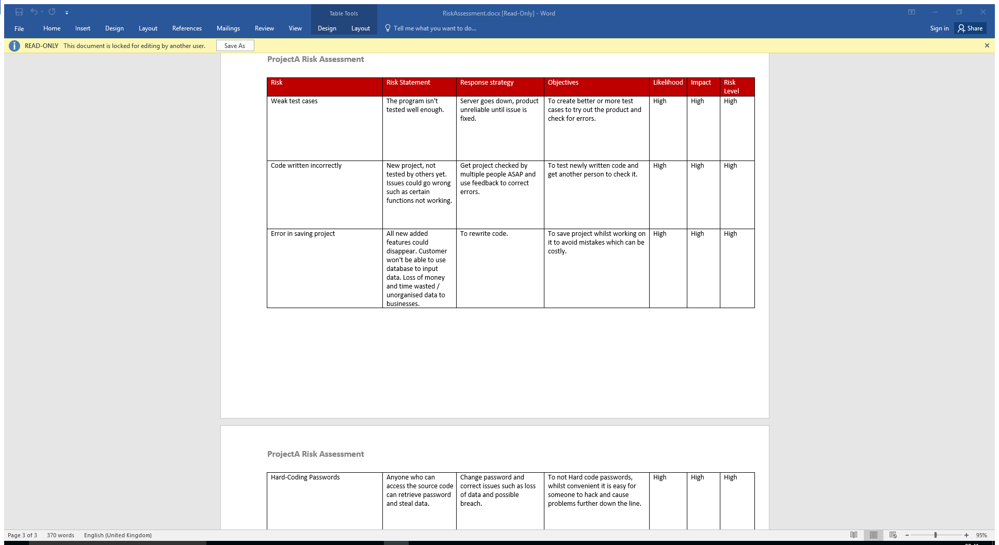 Table Tools
RiskAssessment.docx [Read-Only] - Word
File Home Insert Design Layout References Mailings Review View Design Layout Tell me what you want to do... Sign in Share
READ-ONLY This document is locked for editing by another user. Save As
ProjectA Risk Assessment
Risk Risk Statement Response strategy Objectives Likelihood Impact Risk
Level
Weak test cases The program isn't Server goes down, product To create better or more test High High High
tested well enough. unreliable until issue is cases to try out the product and
fixed. check for errors.
Code written incorrectly New project, not Get project checked by To test newly written code and High High High
tested by others yet. multiple people ASAP and get another person to check it.
Issues could go wrong use feedback to correct
such as certain errors.
functions not working.
Error in saving project All new added To rewrite code. To save project whilst working on High High High
features could it to avoid mistakes which can be
disappear. Customer costly.
won't be able to use
database to input
data. Loss of money
and time wasted /
unorganised data to
businesses.
ProjectA Risk Assessment
Hard-Coding Passwords Anyone who can Change password and To not Hard code passwords, High High High
access the source code correct issues such as loss whilst convenient it is easy for
can retrieve password of data and possible someone to hack and cause
and steal data. breach. problems further down the line.
Page 3 of 3 370 words English (United Kingdom) 95%